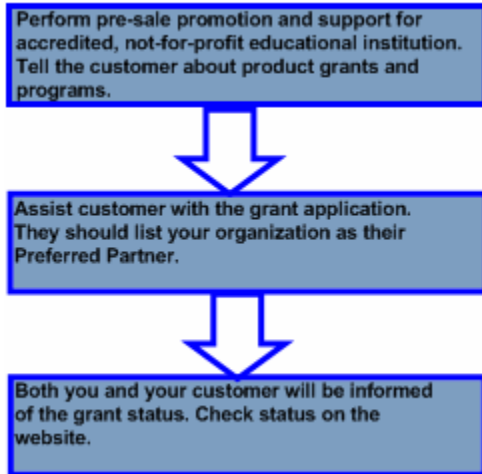 Perform pre-sale promotion and support for
accredited, not-for-profit educational institution.
Tell the customer about product grants and
programs.
Assist customer with the grant application.
They should list your organization as their
Preferred Partner.
Both you and your customer will be informed
of the grant status. Check status on the
website.